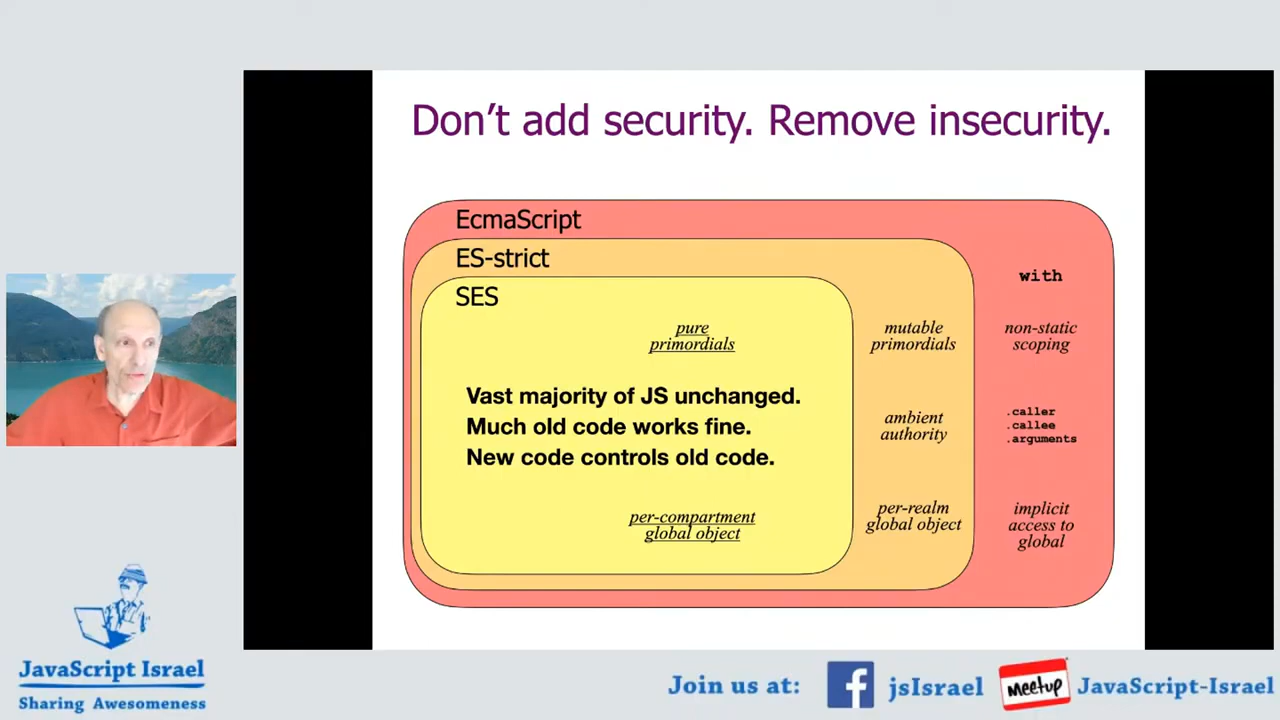 Don't add security. Remove insecurity.
EcmaScript
ES-strict
SES
with
pure
primordials
mutable
primordials
non-static
scoping
Vast majority of JS unchanged.
Much old code works fine.
New code controls old code.
ambient
authority
.caller
.callee
.arguments
per-compartment
global object
per-realm
global object
implicit
access to
global
JavaScript Israel
Sharing Awesomeness
Join us at:
jsIsrael
Meetup
JavaScript-Israel